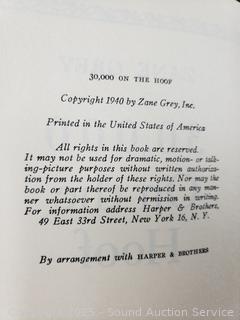 30,000 ON THE HOOF
Copyright 1940 by Zane Grey, Inc.
Printed in the United States of America
All rights in this book are reserved.
It may not be used for dramatic, motion- or talk-
ing-picture purposes without written authoriza-
tion from the holder of these rights. Nor may the
book or part thereof be reproduced in any man-
ner whatsoever without permission in writing.
For information address Harper & Brothers,
49 East 33rd Street, New York 16, N. Y.
By arrangement with HARPER & BROTHERS